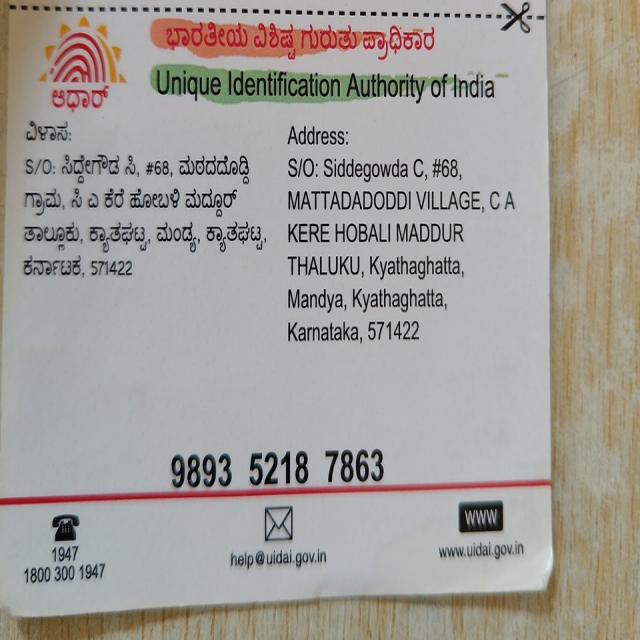 ಭಾರತೀಯ ವಿಶಿಷ್ಟ ಗುರುತು ಪ್ರಾಧಿಕಾರ
Unique Identification Authority of India
ಆಧಾರ್
ವಿಳಾಸ:
S/O: ಸಿದ್ದೇಗೌಡ ಸಿ, #68, ಮಠದದೊಡ್ಡಿ
ಗ್ರಾಮ, ಸಿ ಎ ಕೆರೆ ಹೋಬಳಿ ಮದ್ದೂರ್
ತಾಲ್ಲೂಕು, ಕ್ಯಾತಘಟ್ಟ, ಮಂಡ್ಯ, ಕ್ಯಾತಘಟ್ಟ,
ಕರ್ನಾಟಕ, 571422
Address:
S/O: Siddegowda C, #68,
MATTADADODDI VILLAGE, C A
KERE HOBALI MADDUR
THALUKU, Kyathaghatta,
Mandya, Kyathaghatta,
Karnataka, 571422
9893 5218 7863
1947
1800 300 1947
help@uidai.gov.in
WWW
www.uidai.gov.in